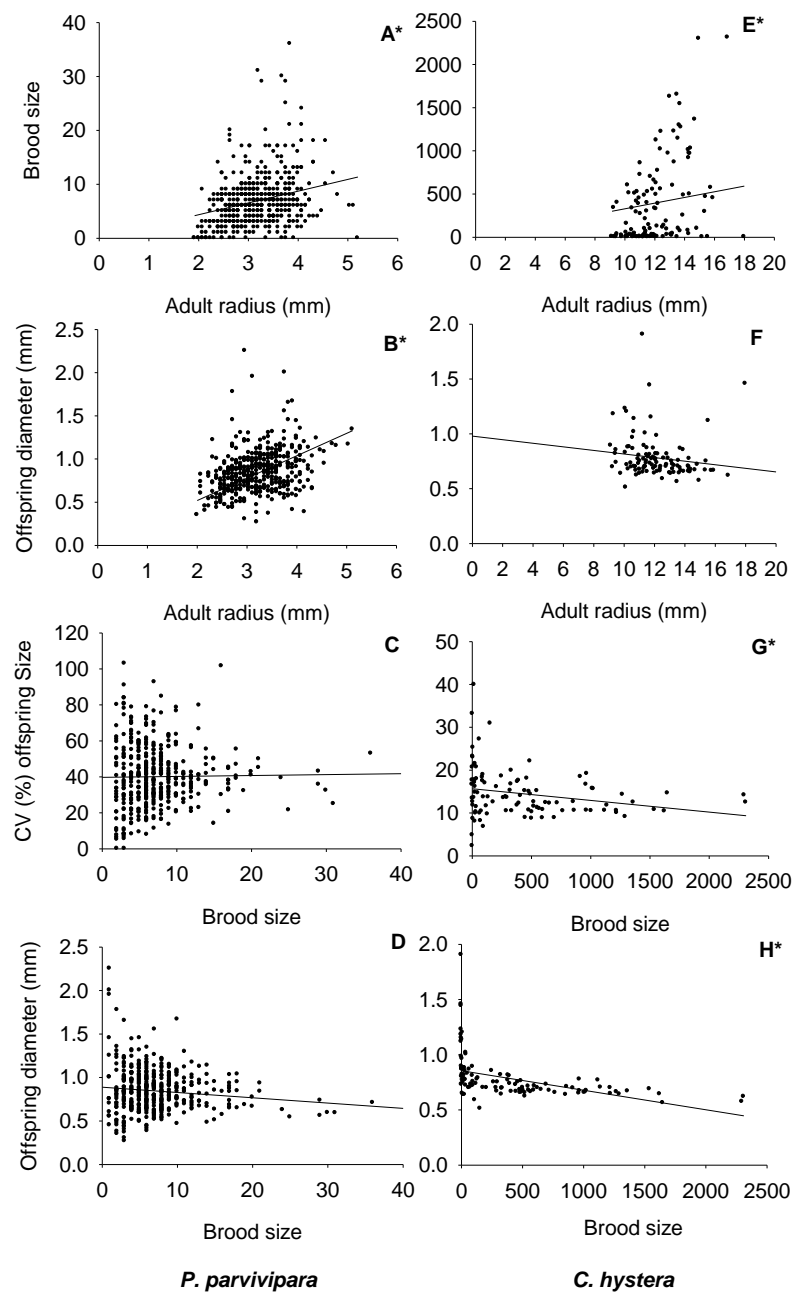 A*
Brood size
40
30
20
10
0
0 1 2 3 4 5 6
Adult radius (mm)
E*
2500
2000
1500
1000
500
0
0 2 4 6 8 10 12 14 16 18 20
Adult radius (mm)
B*
Offspring diameter (mm)
2.5
2.0
1.5
1.0
0.5
0.0
0 1 2 3 4 5 6
Adult radius (mm)
F
2.0
1.5
1.0
0.5
0.0
0 2 4 6 8 10 12 14 16 18 20
Adult radius (mm)
C
CV (%) offspring Size
120
100
80
60
40
20
0
0 10 20 30 40
Brood size
G*
50
40
30
20
10
0
0 500 1000 1500 2000 2500
Brood size
D
Offspring diameter (mm)
2.5
2.0
1.5
1.0
0.5
0.0
0 10 20 30 40
Brood size
H*
2.0
1.5
1.0
0.5
0.0
0 500 1000 1500 2000 2500
Brood size
P. parvivipara
C. hystera